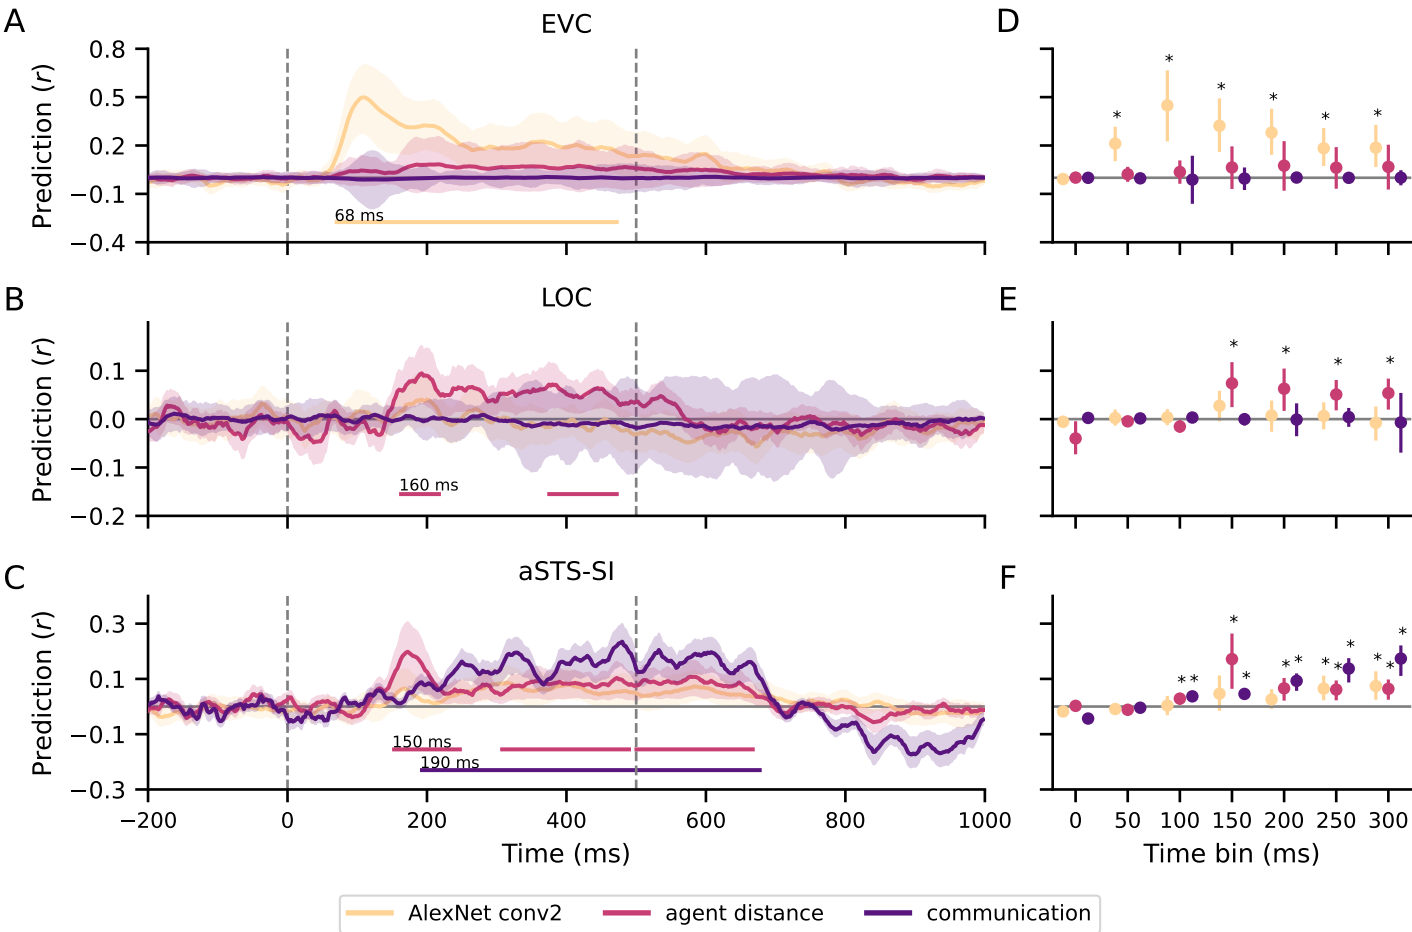 A
EVC
D
Prediction (r)
0.8
0.5
0.2
−0.1
−0.4
68 ms
* * * * * *
B
LOC
E
Prediction (r)
0.1
0.0
−0.1
−0.2
160 ms
* * * *
C
aSTS-SI
F
Prediction (r)
0.3
0.1
−0.1
−0.3
150 ms
190 ms
* * * * * * * * * * * *
−200 0 200 400 600 800 1000
0 50 100 150 200 250 300
Time (ms)
Time bin (ms)
AlexNet conv2 agent distance communication